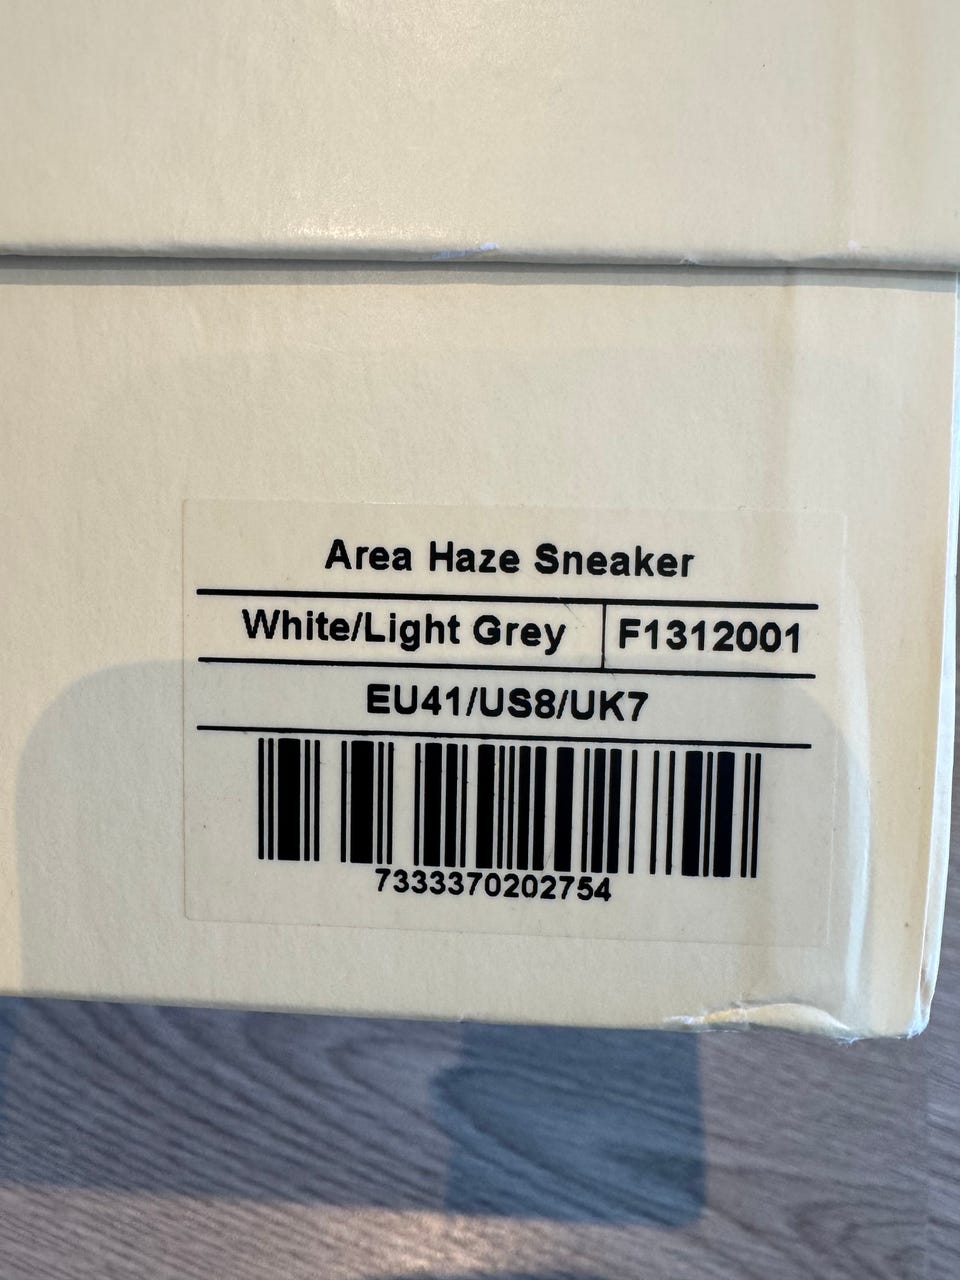 Area Haze Sneaker
White/Light Grey F1312001
EU41/US8/UK7
7333370202754